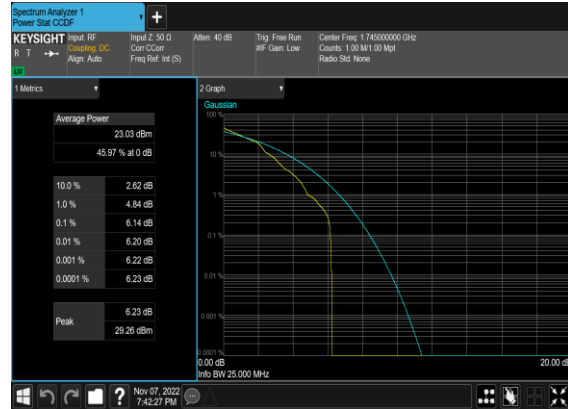 Spectrum Analyzer 1
Power Stat CCDF
KEYSIGHT
R T
Input: RF
Coupling: DC
Align: Auto
Input Z: 50 Ω
Corr CCorr
Freq Ref: Int (S)
Atten: 40 dB
Trig: Free Run
#IF Gain: Low
Center Freq: 1.745000000 GHz
Counts: 1.00 M/1.00 Mpt
Radio Std: None
1 Metrics
Average Power
23.03 dBm
45.97 % at 0 dB
10.0 % 2.62 dB
1.0 % 4.84 dB
0.1 % 6.14 dB
0.01 % 6.20 dB
0.001 % 6.22 dB
0.0001 % 6.23 dB
Peak
6.23 dB
29.26 dBm
2 Graph
Gaussian
100 %
10 %
1 %
0.1 %
0.01 %
0.001 %
0.0001 %
0.00 dB
20.00 dB
Info BW 25.000 MHz
Nov 07, 2022
7:42:27 PM